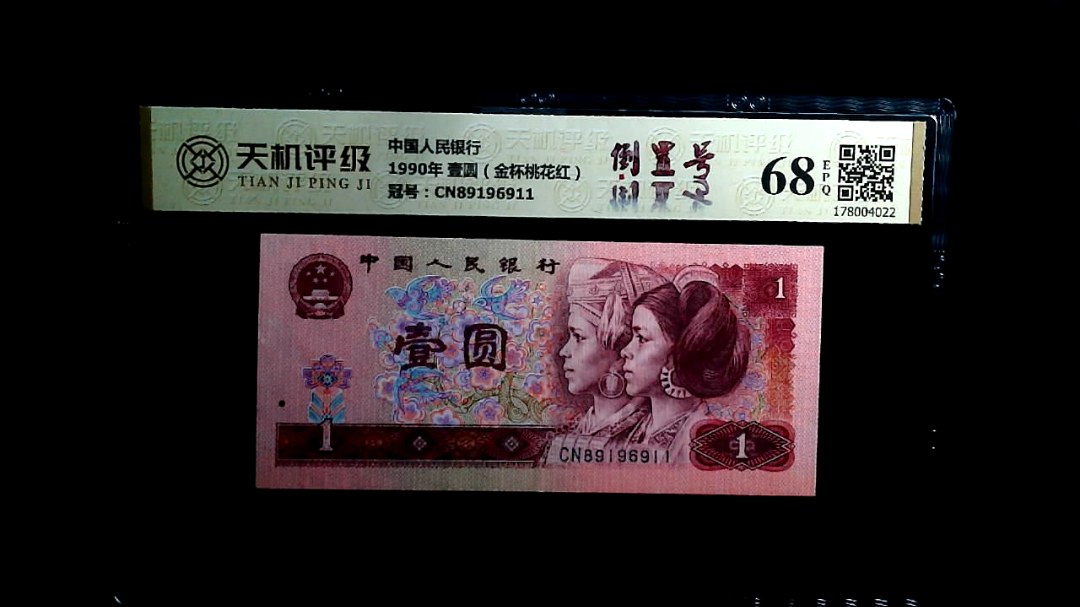 天机评级
TIAN JI PING JI
中国人民银行
1990年 壹圆（金杯桃花红）
冠号：CN89196911
倒置号
68
EPQ
178004022
中国人民银行
1
壹圆
1
CN89196911
1